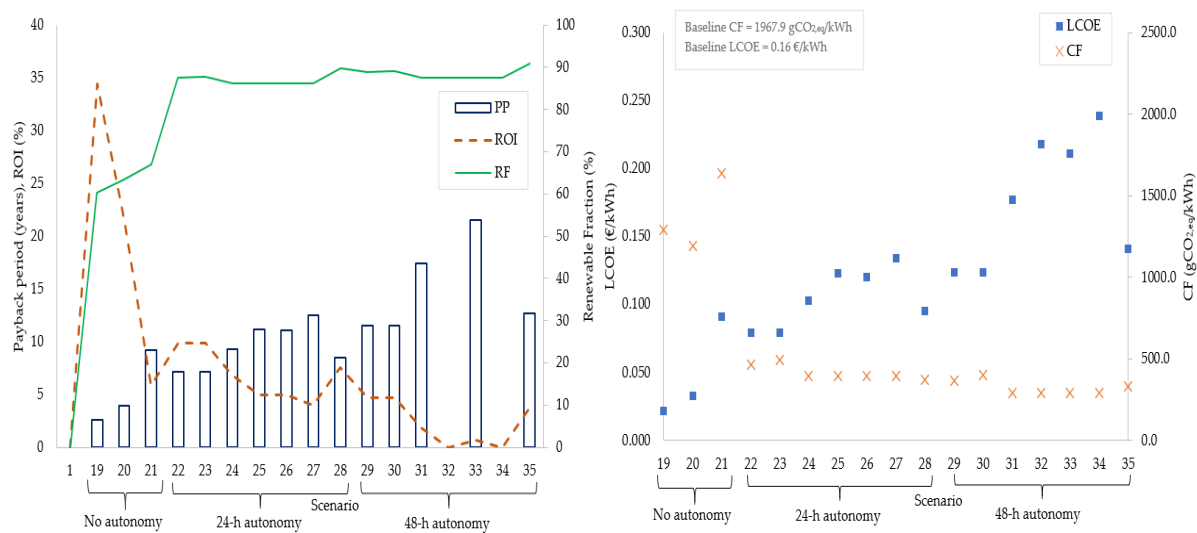 40
35
30
25
20
15
10
5
0
Payback period (years), ROI (%)
100
90
80
70
60
50
40
30
20
10
0
Renewable Fraction (%)
PP
ROI
RF
1 19 20 21 22 23 24 25 26 27 28 29 30 31 32 33 34 35
Scenario
No autonomy 24-h autonomy 48-h autonomy
0.300
0.250
0.200
0.150
0.100
0.050
0.000
LCOE (€/kWh)
Baseline CF = 1967.9 gCO2,eq/kWh
Baseline LCOE = 0.16 €/kWh
LCOE
CF
2500.0
2000.0
1500.0
1000.0
500.0
0.0
CF (gCO2,eq/kWh)
19 20 21 22 23 24 25 26 27 28 29 30 31 32 33 34 35
Scenario
No autonomy 24-h autonomy 48-h autonomy